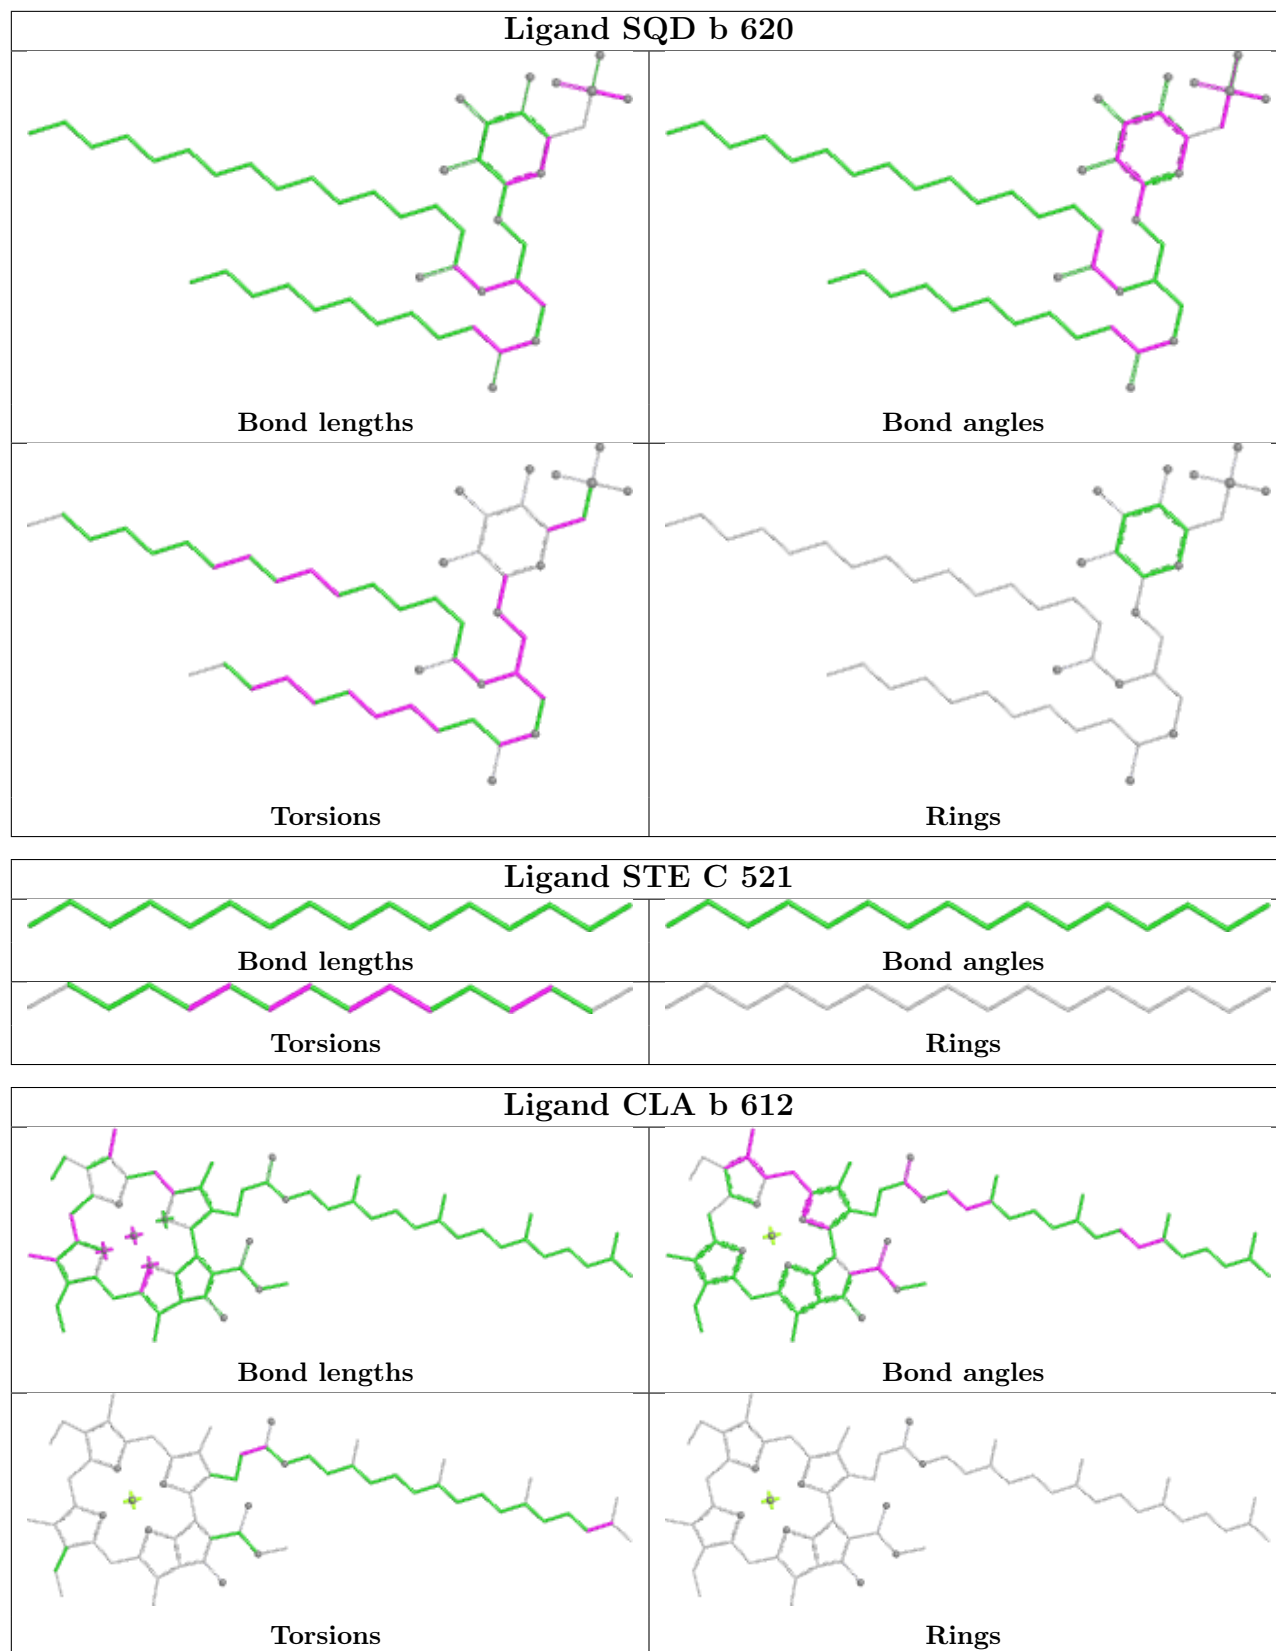 Ligand SQD b 620
Bond lengths
Bond angles
Torsions
Rings
Ligand STE C 521
Bond lengths
Bond angles
Torsions
Rings
Ligand CLA b 612
Bond lengths
Bond angles
Torsions
Rings